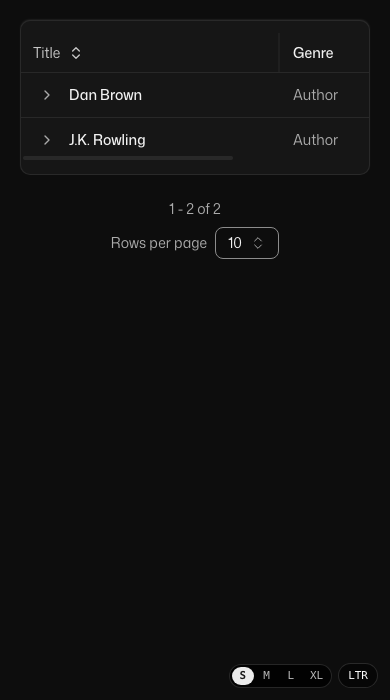 Title Genre
Dan Brown Author
J.K. Rowling Author
1 - 2 of 2
Rows per page 10
S M L XL LTR